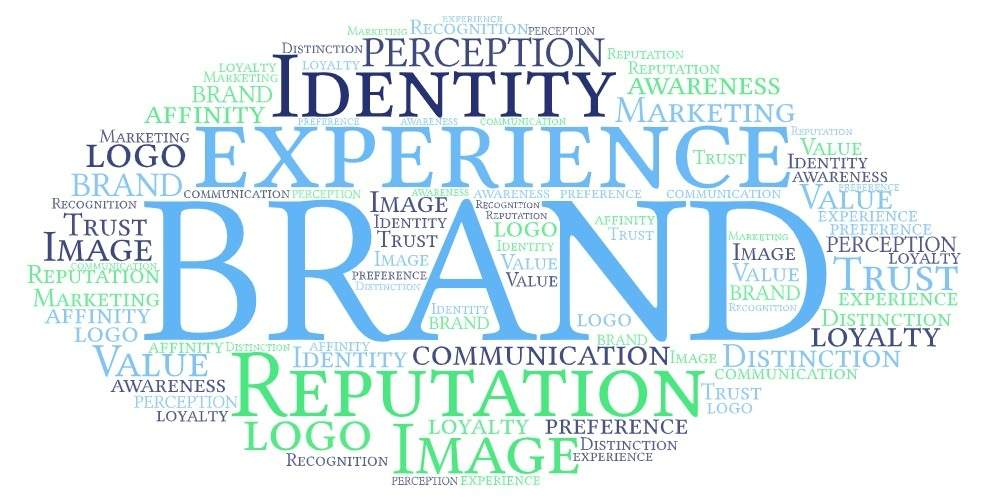 EXPERIENCE
MARKETING RECOGNITION PERCEPTION
DISTINCTION PERCEPTION REPUTATION
LOYALTY LOYALTY IDENTITY REPUTATION
MARKETING AWARENESS
BRAND MARKETING
AFFINITY PREFERENCE AWARENESS COMMUNICATION
MARKETING EXPERIENCE REPUTATION
LOGO TRUST VALUE
IDENTITY
BRAND AWARENESS
COMMUNICATION PERCEPTION AWARENESS AWARENESS PREFERENCE COMMUNICATION VALUE PREFERENCE
RECOGNITION IMAGE RECOGNITION
REPUTATION EXPERIENCE
TRUST IDENTITY LOGO AFFINITY PREFERENCE
IMAGE TRUST IDENTITY TRUST MARKETING PERCEPTION
BRAND
COMMUNICATION IMAGE VALUE IMAGE LOYALTY
REPUTATION PREFERENCE VALUE VALUE TRUST
DISTINCTION BRAND
MARKETING EXPERIENCE
AFFINITY IDENTITY RECOGNITION
LOGO BRAND LOGO DISTINCTION
BRAND LOYALTY
AFFINITY DISTINCTION AFFINITY
VALUE IDENTITY COMMUNICATION IMAGE DISTINCTION
AWARENESS REPUTATION COMMUNICATION
PERCEPTION TRUST
LOYALTY LOGO
LOGO LOYALTY PREFERENCE
IMAGE DISTINCTION
RECOGNITION EXPERIENCE
PERCEPTION EXPERIENCE